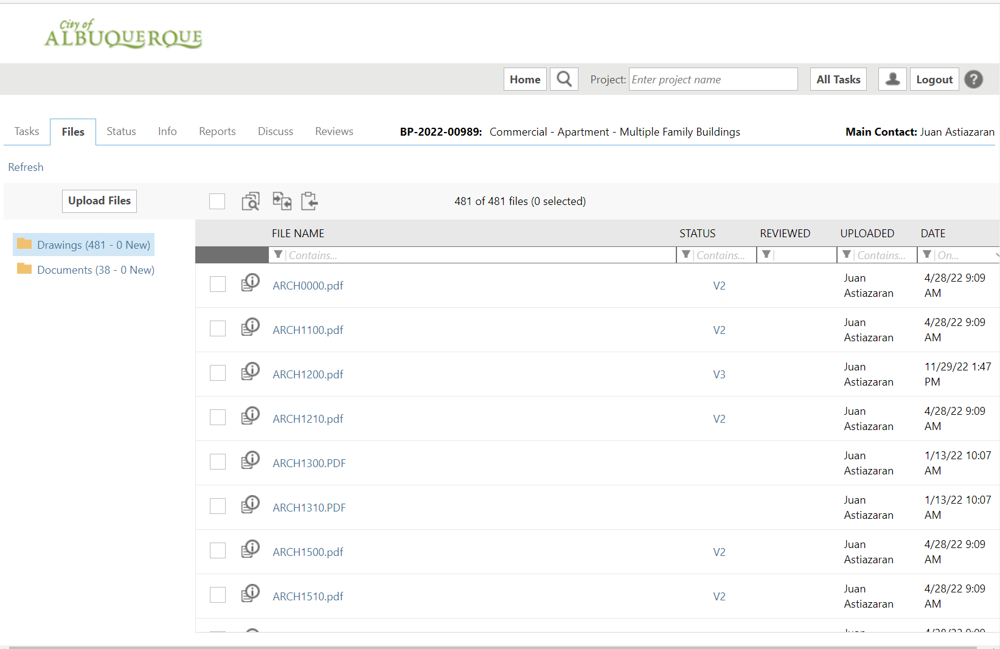 City of
ALBUQUERQUE
Home
Project: Enter project name
All Tasks
Logout
?
Tasks Files Status Info Reports Discuss Reviews
BP-2022-00989: Commercial - Apartment - Multiple Family Buildings
Main Contact: Juan Astiazaran
Refresh
Upload Files
481 of 481 files (0 selected)
Drawings (481 - 0 New)
Documents (38 - 0 New)
FILE NAME STATUS REVIEWED UPLOADED DATE
Contains... Contains... Contains... On...
ARCH0000.pdf V2 Juan Astiazaran 4/28/22 9:09 AM
ARCH1100.pdf V2 Juan Astiazaran 4/28/22 9:09 AM
ARCH1200.pdf V3 Juan Astiazaran 11/29/22 1:47 PM
ARCH1210.pdf V2 Juan Astiazaran 4/28/22 9:09 AM
ARCH1300.PDF Juan Astiazaran 1/13/22 10:07 AM
ARCH1310.PDF Juan Astiazaran 1/13/22 10:07 AM
ARCH1500.pdf V2 Juan Astiazaran 4/28/22 9:09 AM
ARCH1510.pdf V2 Juan Astiazaran 4/28/22 9:09 AM